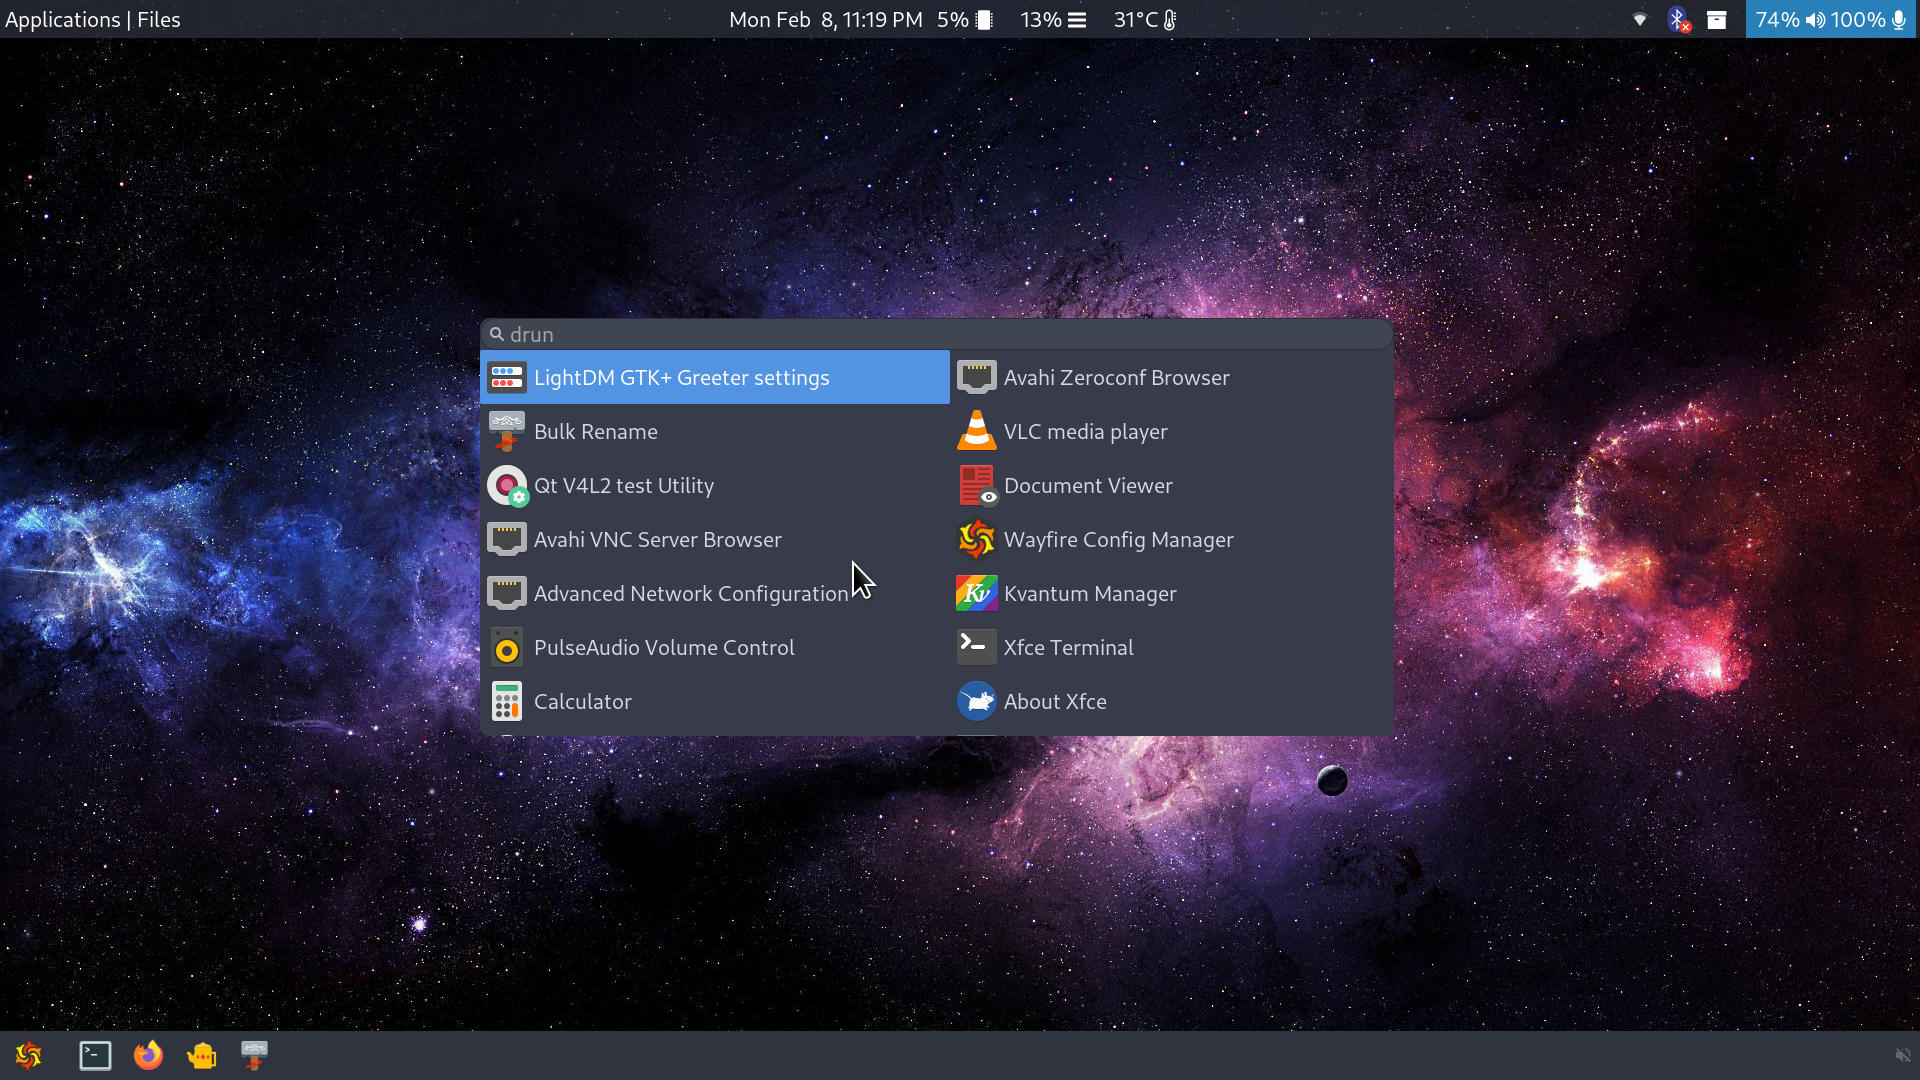 Applications | Files
Mon Feb 8, 11:19 PM 5% 13% 31°C
74% 100%
drun
LightDM GTK+ Greeter settings
Avahi Zeroconf Browser
Bulk Rename
VLC media player
Qt V4L2 test Utility
Document Viewer
Avahi VNC Server Browser
Wayfire Config Manager
Advanced Network Configuration
Kv Kvantum Manager
PulseAudio Volume Control
Xfce Terminal
Calculator
About Xfce